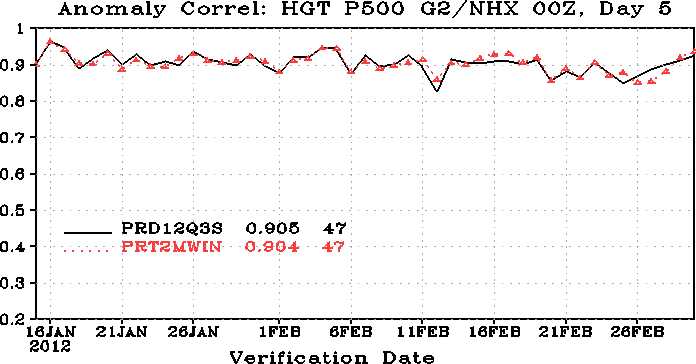 Anomaly Correl: HGT P500 G2/NHX 00Z, Day 5
1
0.9
0.8
0.7
0.6
0.5
0.4
0.3
0.2
PRD12Q3S 0.905 47
PRT2MWIN 0.904 47
16JAN 21JAN 26JAN 1FEB 6FEB 11FEB 16FEB 21FEB 26FEB
2012
Verification Date